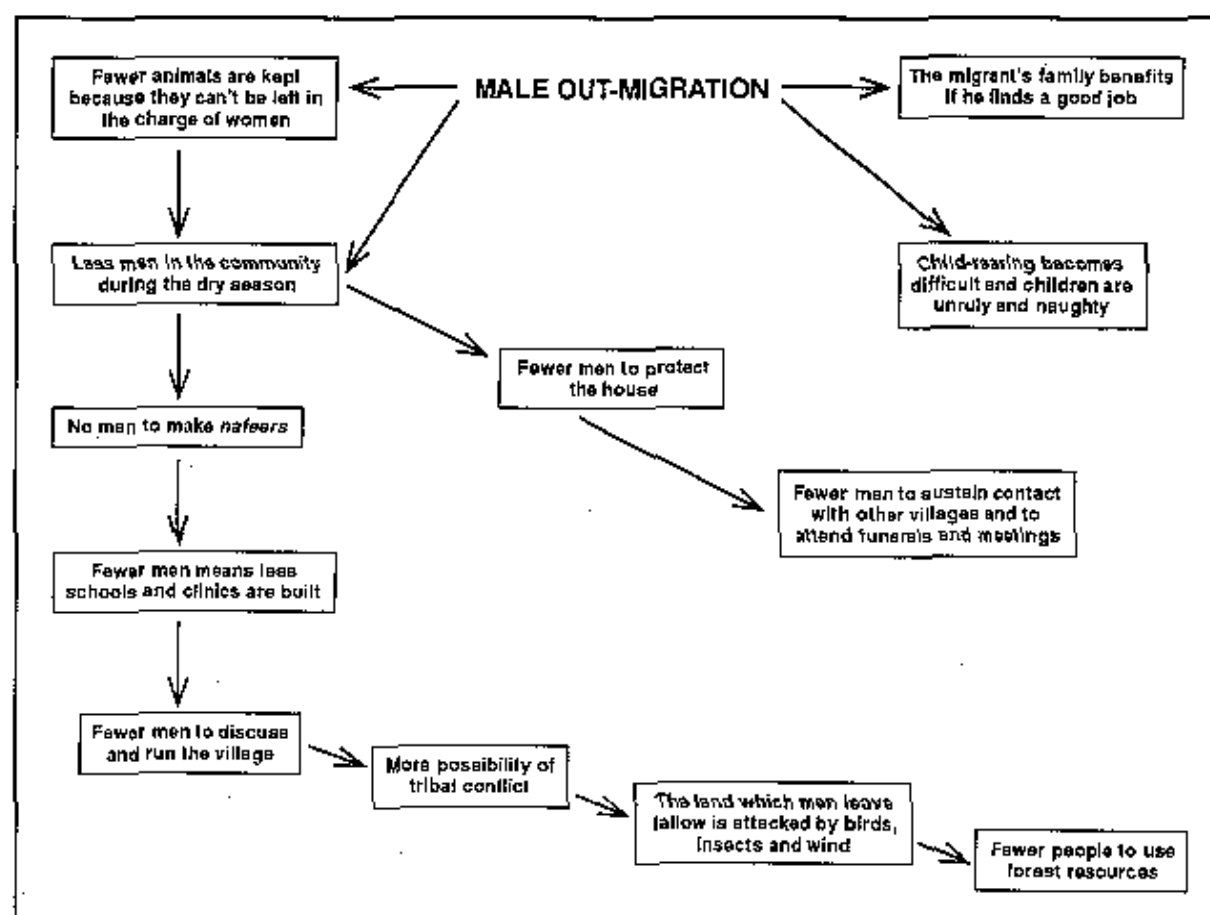 Fewer animals are kept
because they can't be left in
the charge of women
MALE OUT-MIGRATION
The migrant's family benefits
if he finds a good job
Less men in the community
during the dry season
Child-rearing becomes
difficult and children are
unruly and naughty
Fewer men to protect
the house
No men to make nafeers
Fewer men to sustain contact
with other villages and to
attend funerals and meetings
Fewer men means less
schools and clinics are built
Fewer men to discuss
and run the village
More possibility of
tribal conflict
The land which men leave
fallow is attacked by birds,
insects and wind
Fewer people to use
forest resources